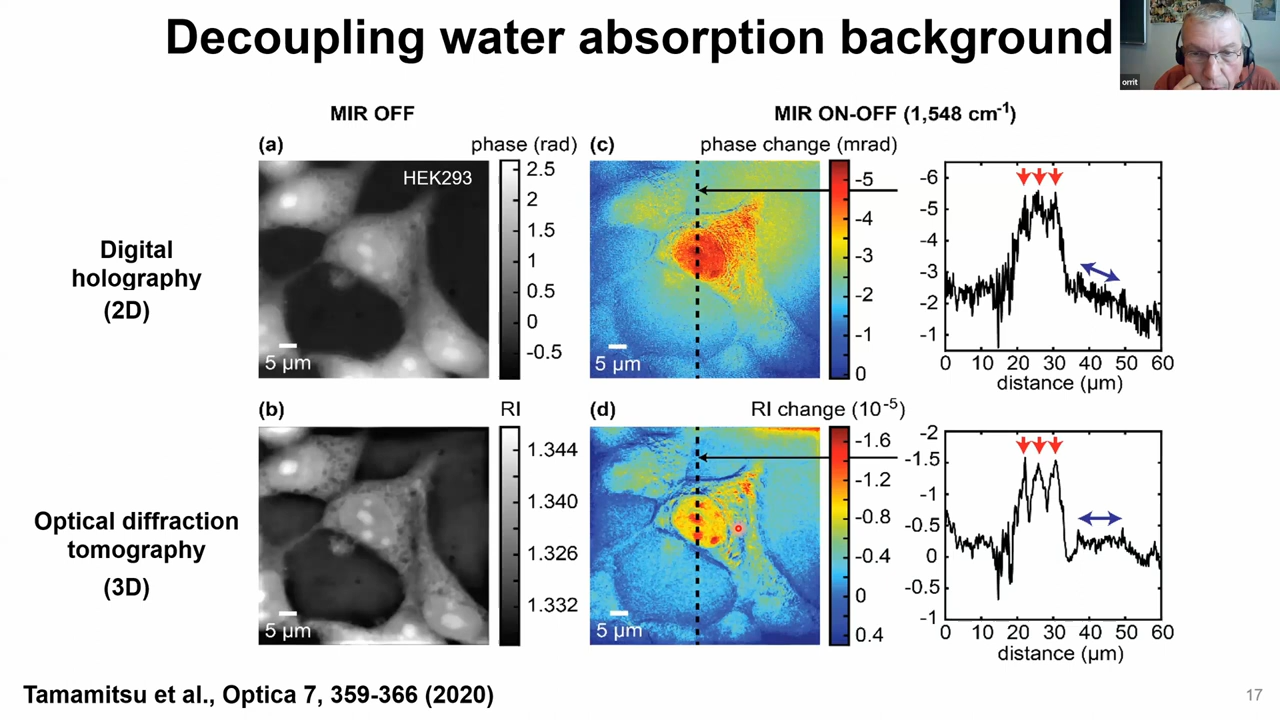 Decoupling water absorption background
orrit
MIR OFF
MIR ON-OFF (1,548 cm-1)
(a)
phase (rad)
(c)
phase change (mrad)
HEK293
2.5
2
1.5
1
0.5
0
-0.5
5 µm
-5
-4
-3
-2
-1
0
5 µm
-6
-5
-4
-3
-2
-1
0 10 20 30 40 50 60
distance (µm)
Digital
holography
(2D)
(b)
RI
(d)
RI change (10-5)
1.344
1.340
1.326
1.332
5 µm
-1.6
-1.2
-0.8
-0.4
0
0.4
5 µm
-2
-1.5
-1
-0.5
0
-0.5
-1
0 10 20 30 40 50 60
distance (µm)
Optical diffraction
tomography
(3D)
Tamamitsu et al., Optica 7, 359-366 (2020)
17